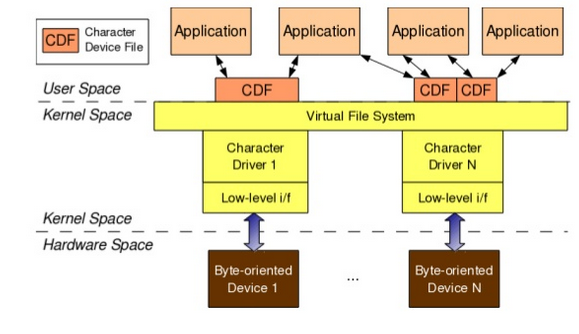 CDF
Character
Device File
Application
Application
Application
Application
User Space
CDF
CDF
CDF
Kernel Space
Virtual File System
Character
Driver 1
Character
Driver N
Low-level i/f
Low-level i/f
Kernel Space
Hardware Space
Byte-oriented
Device 1
...
Byte-oriented
Device N